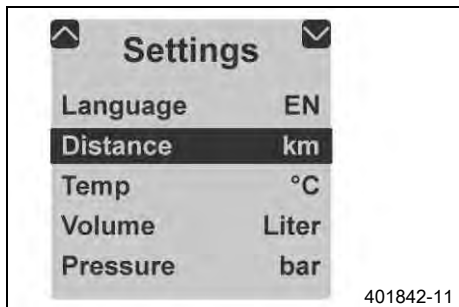 Settings
Language EN
Distance km
Temp °C
Volume Liter
Pressure bar
401842-11